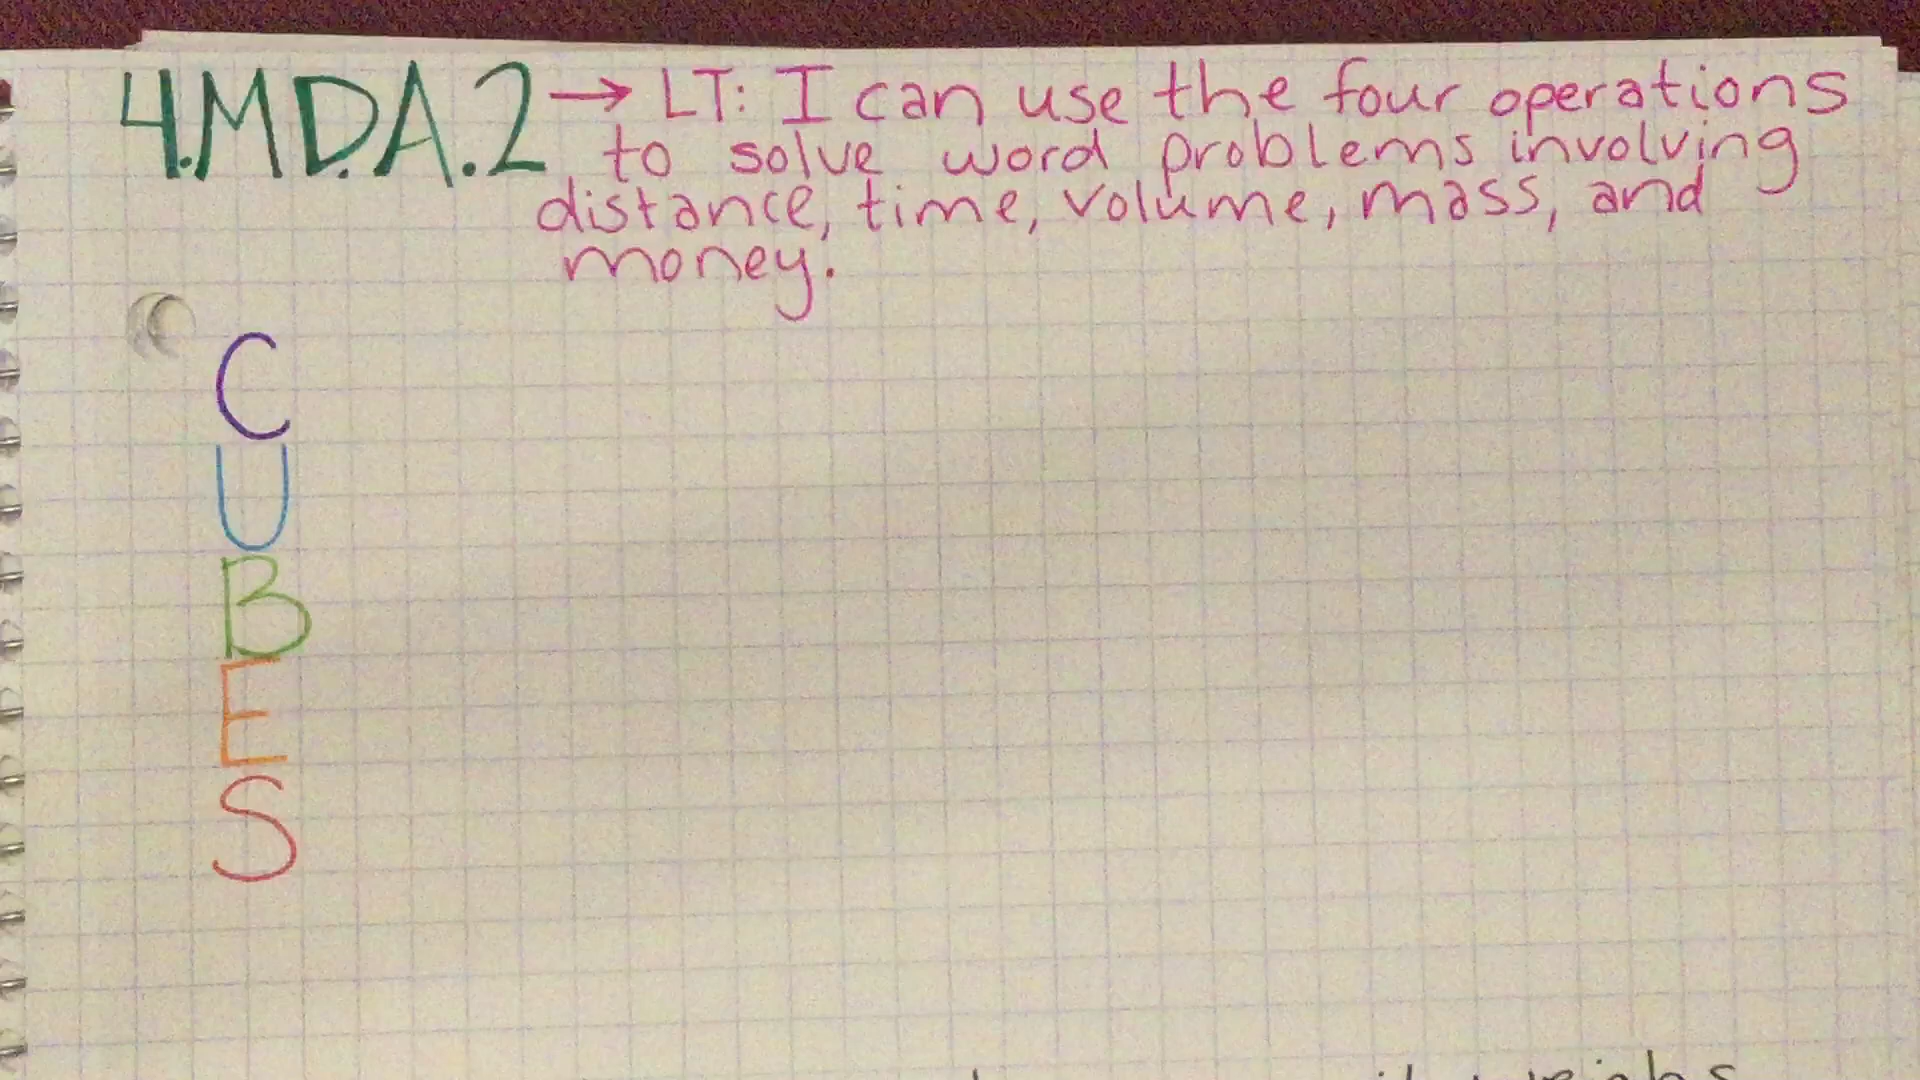 4.MD.A.2 → LT: I can use the four operations
to solve word problems involving
distance, time, volume, mass, and
money.
C
U
B
E
S